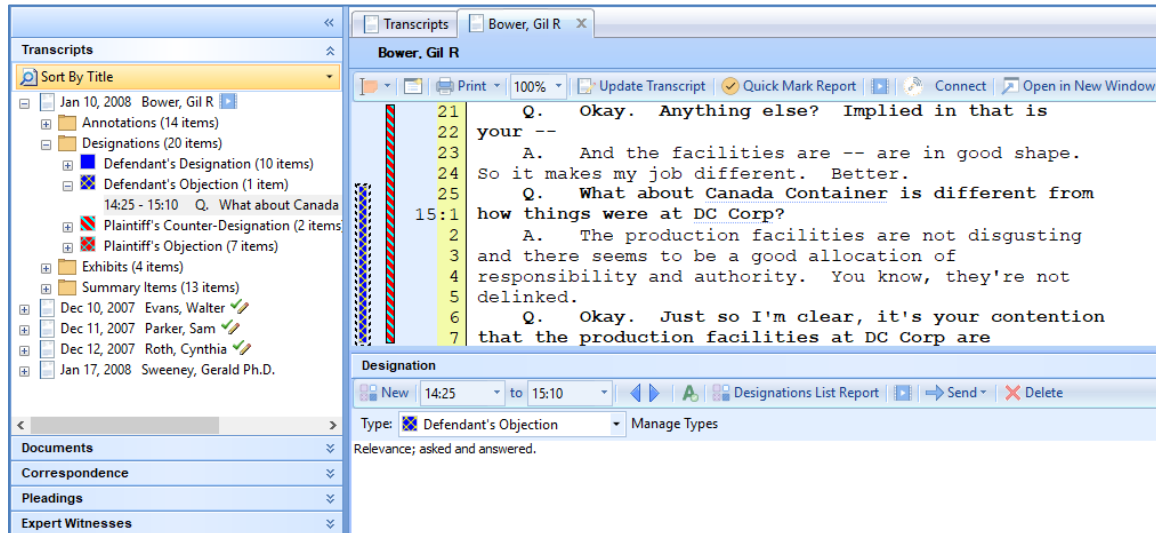 «
Transcripts
Sort By Title
Jan 10, 2008 Bower, Gil R
Annotations (14 items)
Designations (20 items)
Defendant's Designation (10 items)
Defendant's Objection (1 item)
14:25 - 15:10 Q. What about Canada
Plaintiff's Counter-Designation (2 items
Plaintiff's Objection (7 items)
Exhibits (4 items)
Summary Items (13 items)
Dec 10, 2007 Evans, Walter
Dec 11, 2007 Parker, Sam
Dec 12, 2007 Roth, Cynthia
Jan 17, 2008 Sweeney, Gerald Ph.D.
Documents
Correspondence
Pleadings
Expert Witnesses
Transcripts Bower, Gil R X
Bower, Gil R
Print 100% Update Transcript Quick Mark Report Connect Open in New Window
21 Q. Okay. Anything else? Implied in that is
22 your --
23 A. And the facilities are -- are in good shape.
24 So it makes my job different. Better.
25 Q. What about Canada Container is different from
15:1 how things were at DC Corp?
2 A. The production facilities are not disgusting
3 and there seems to be a good allocation of
4 responsibility and authority. You know, they're not
5 delinked.
6 Q. Okay. Just so I'm clear, it's your contention
7 that the production facilities at DC Corp are
Designation
New 14:25 to 15:10 A Designations List Report Send Delete
Type: Defendant's Objection Manage Types
Relevance; asked and answered.